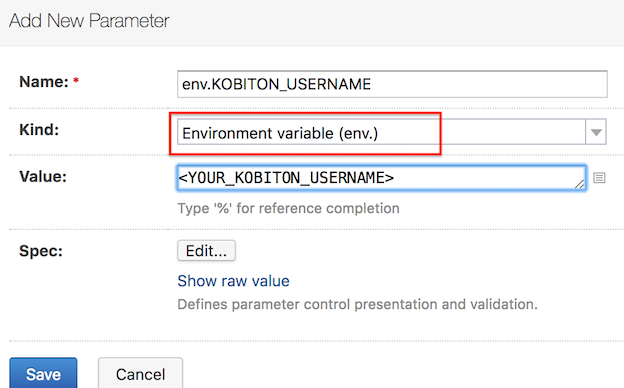 Add New Parameter
Name: * env.KOBITON_USERNAME
Kind: Environment variable (env.)
Value: <YOUR_KOBITON_USERNAME>
Type '%' for reference completion
Spec: Edit...
Show raw value
Defines parameter control presentation and validation.
Save Cancel